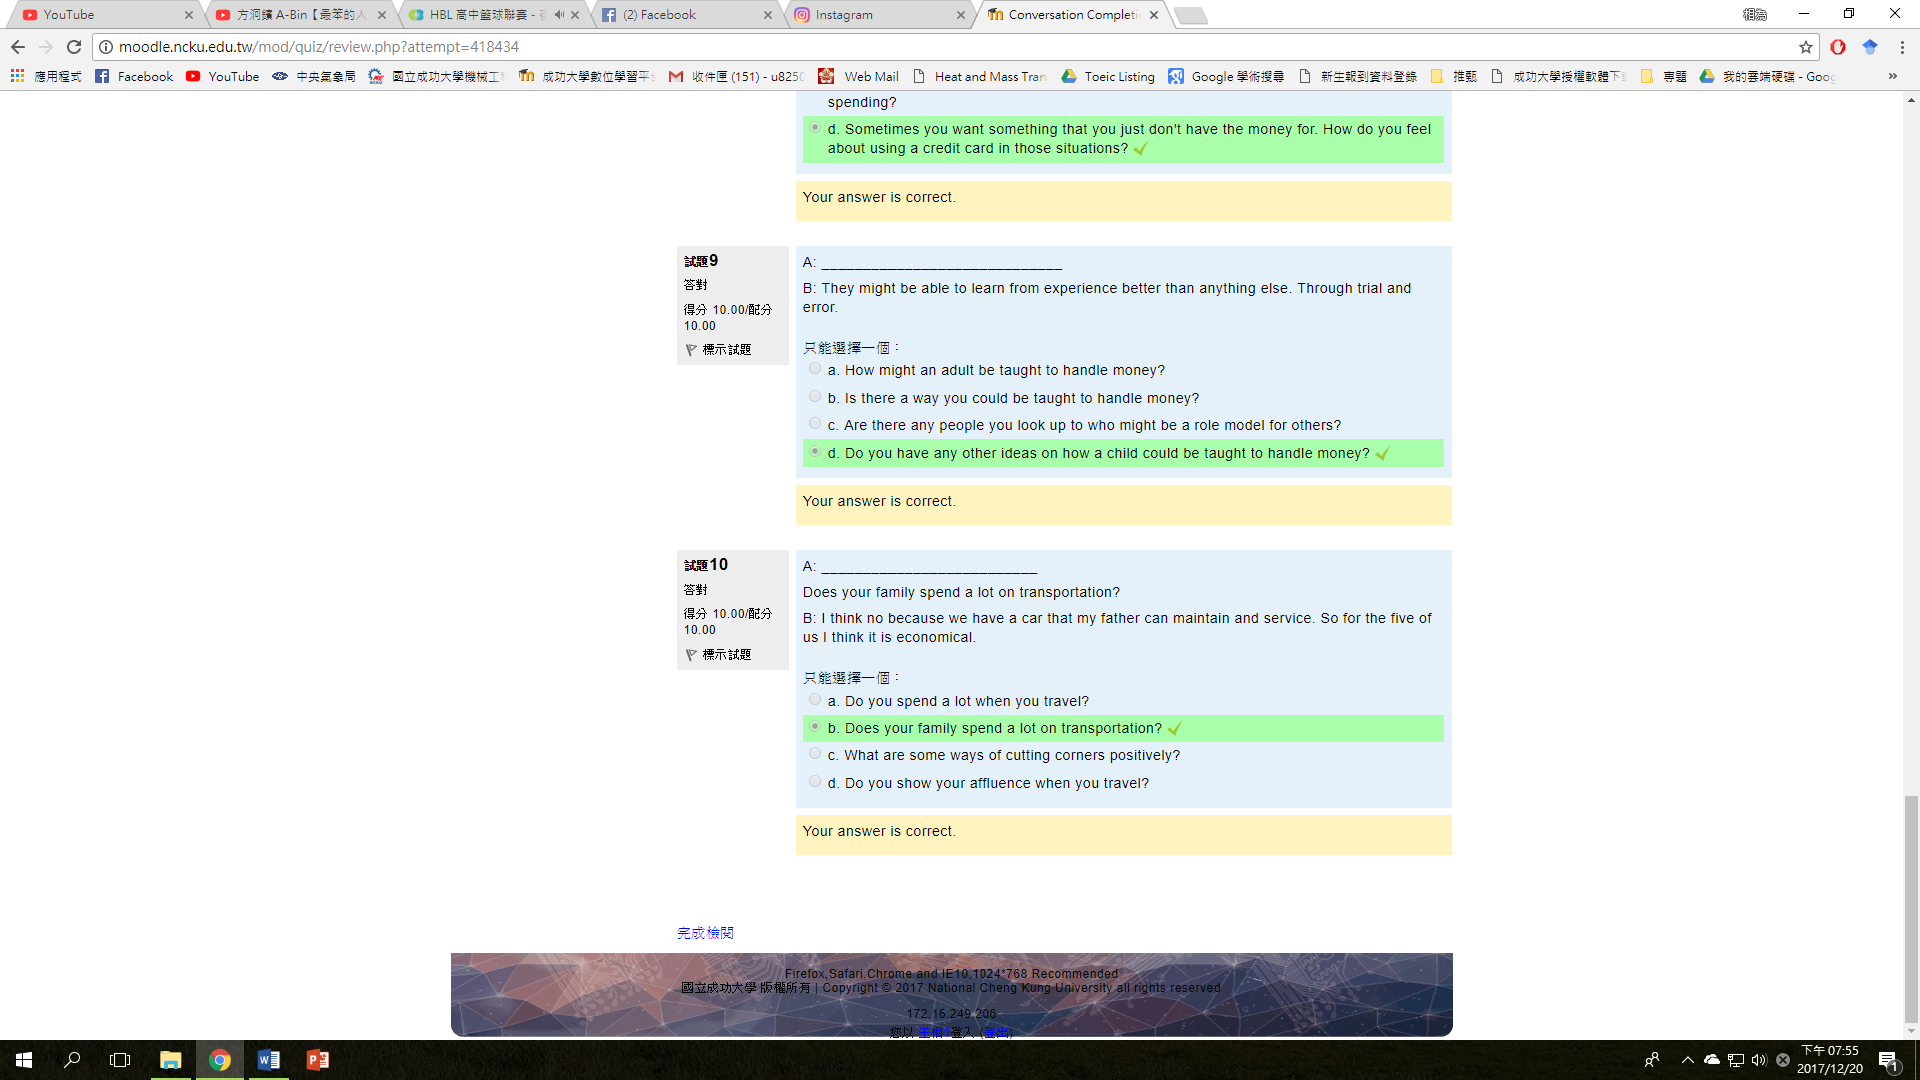 YouTube
方泂鑌 A-Bin【最笨的人
HBL 高中籃球聯賽 -
(2) Facebook
Instagram
Conversation Completi
moodle.ncku.edu.tw/mod/quiz/review.php?attempt=418434
應用程式 Facebook YouTube 中央氣象局 國立成功大學機械工 成功大學數位學習平 收件匣 (151) - u825 Web Mail Heat and Mass Tran Toeic Listing Google 學術搜尋 新生報到資料登錄 推甄 成功大學授權軟體下 專題 我的雲端硬碟 - Goog »
spending?
d. Sometimes you want something that you just don't have the money for. How do you feel
about using a credit card in those situations?
Your answer is correct.
試題9
答對
得分 10.00/配分
10.00
標示試題
A: ______________________________
B: They might be able to learn from experience better than anything else. Through trial and
error.
只能選擇一個：
a. How might an adult be taught to handle money?
b. Is there a way you could be taught to handle money?
c. Are there any people you look up to who might be a role model for others?
d. Do you have any other ideas on how a child could be taught to handle money?
Your answer is correct.
試題10
答對
得分 10.00/配分
10.00
標示試題
A: ___________________________
Does your family spend a lot on transportation?
B: I think no because we have a car that my father can maintain and service. So for the five of
us I think it is economical.
只能選擇一個：
a. Do you spend a lot when you travel?
b. Does your family spend a lot on transportation?
c. What are some ways of cutting corners positively?
d. Do you show your affluence when you travel?
Your answer is correct.
完成檢閱
Firefox,Safari,Chrome and IE10,1024*768 Recommended
國立成功大學 版權所有 | Copyright © 2017 National Cheng Kung University all rights reserved
172.16.249.206
您以 登入 (登出)
下午 07:55
2017/12/20
1